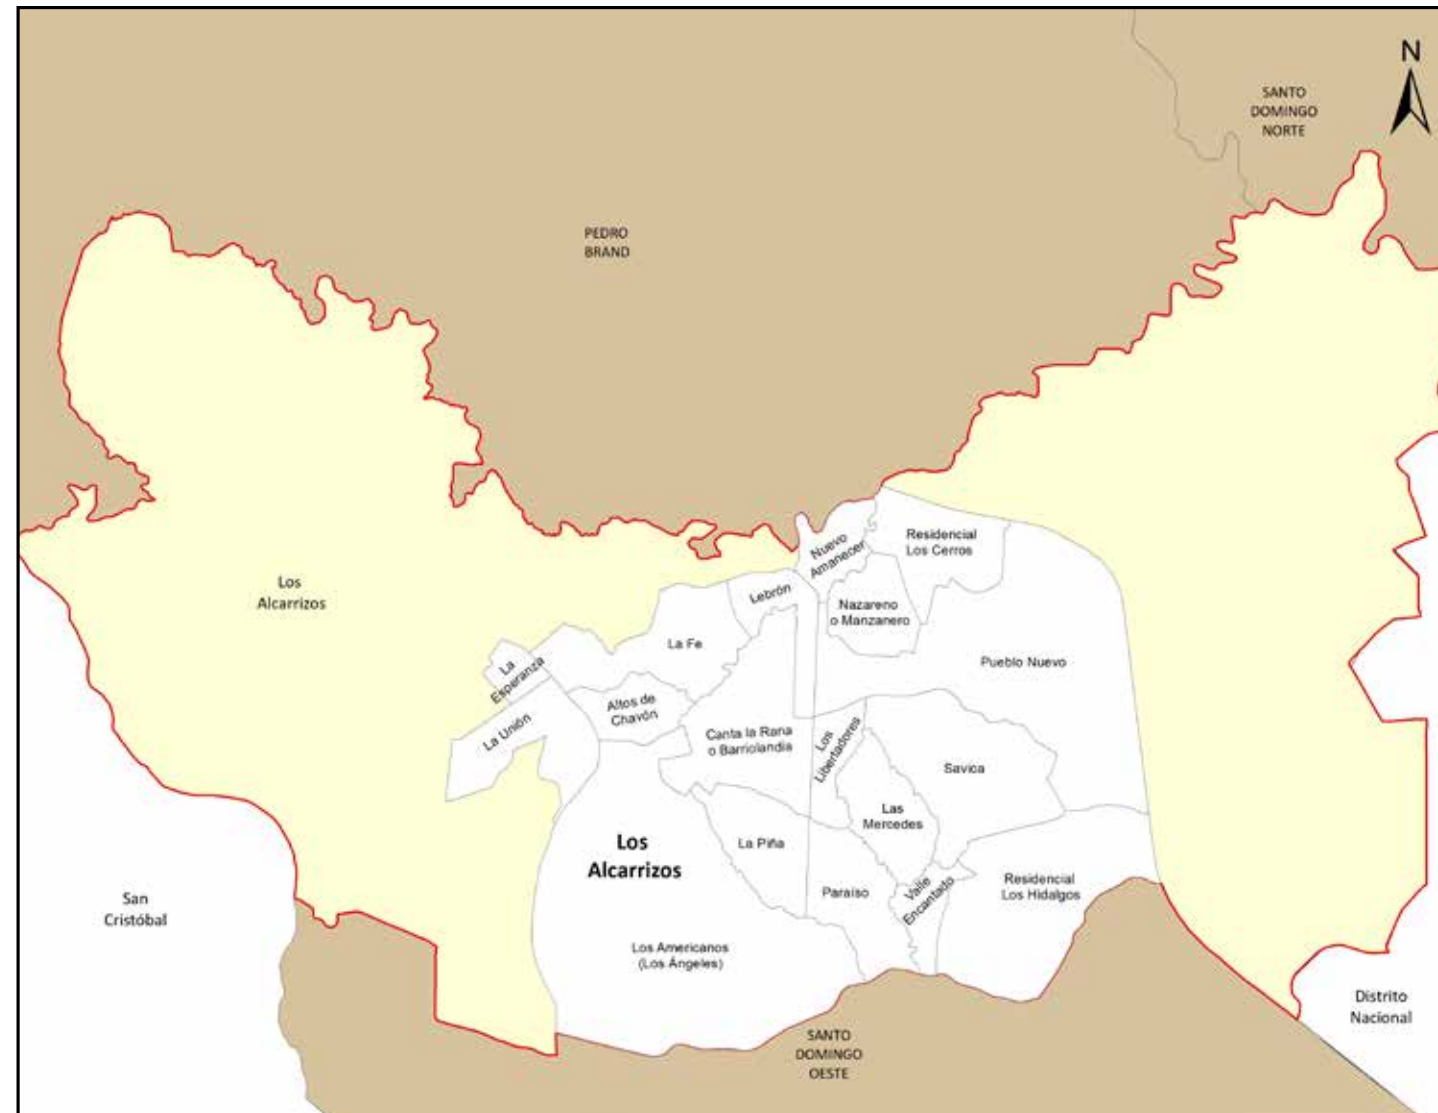 N
SANTO
DOMINGO
NORTE
PEDRO
BRAND
Nuevo
Amanecer
Residencial
Los Cerros
Los
Alcarrizos
Lebrón
Nazareno
o Manzanero
La Fe
La
Esperanza
Pueblo Nuevo
Altos de
Chavón
La Unión
Canta la Rana
o Barriolandia
Los
Libertadores
Savica
Las
Mercedes
Los
Alcarrizos
La Piña
Paraíso
Valle
Encantado
Residencial
Los Hidalgos
San
Cristóbal
Los Americanos
(Los Ángeles)
Distrito
Nacional
SANTO
DOMINGO
OESTE